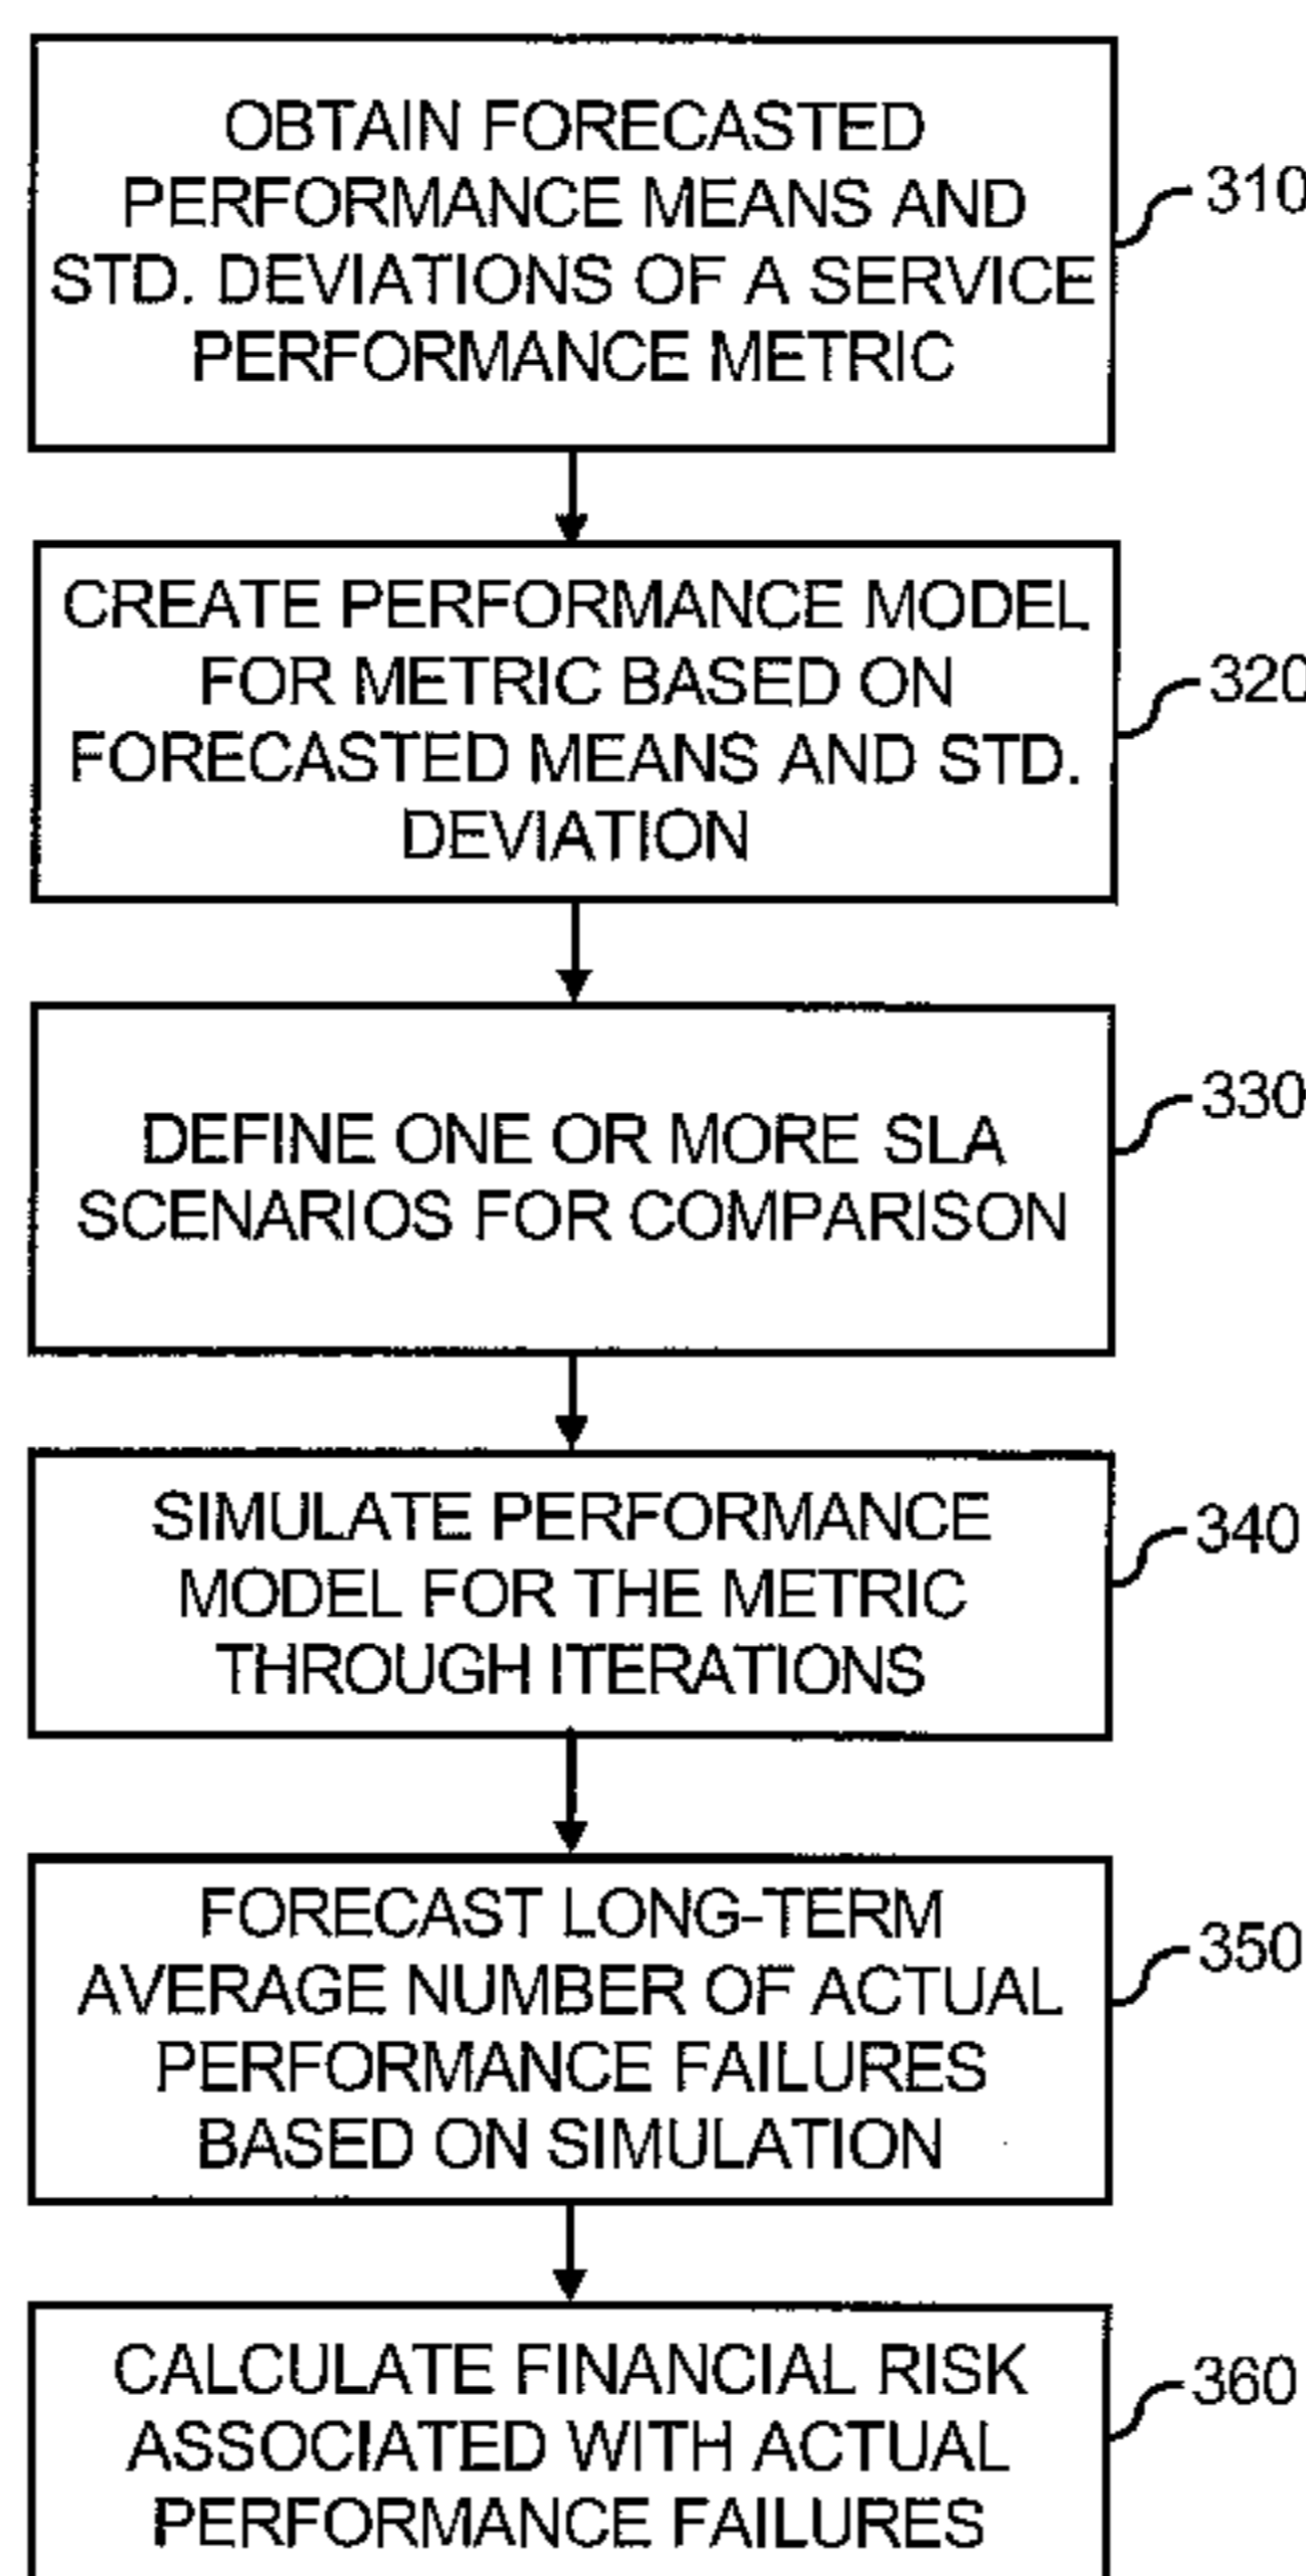 OBTAIN FORECASTED
PERFORMANCE MEANS AND
STD. DEVIATIONS OF A SERVICE
PERFORMANCE METRIC
310
CREATE PERFORMANCE MODEL
FOR METRIC BASED ON
FORECASTED MEANS AND STD.
DEVIATION
320
DEFINE ONE OR MORE SLA
SCENARIOS FOR COMPARISON
330
SIMULATE PERFORMANCE
MODEL FOR THE METRIC
THROUGH ITERATIONS
340
FORECAST LONG-TERM
AVERAGE NUMBER OF ACTUAL
PERFORMANCE FAILURES
BASED ON SIMULATION
350
CALCULATE FINANCIAL RISK
ASSOCIATED WITH ACTUAL
PERFORMANCE FAILURES
360